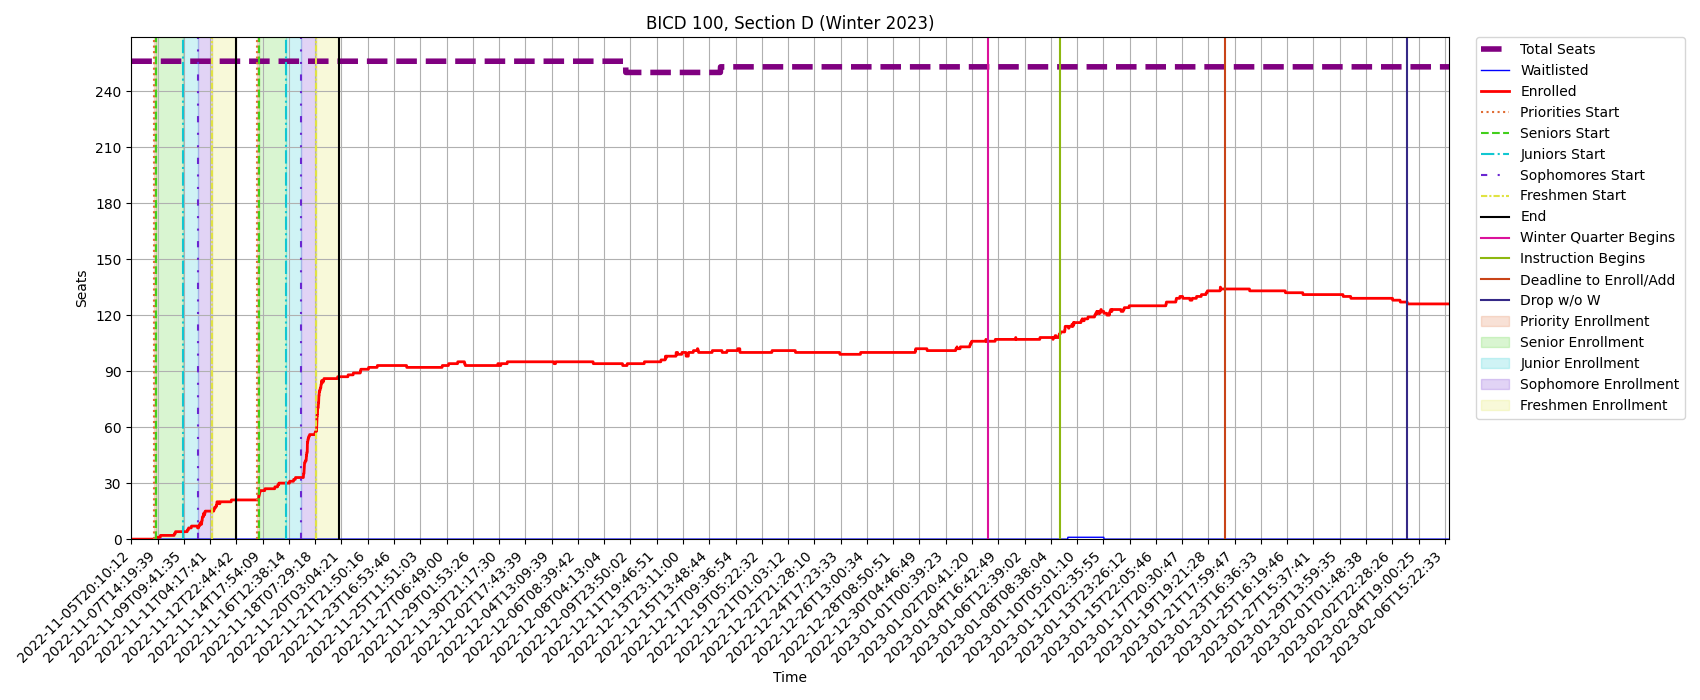 BICD 100, Section D (Winter 2023)
Seats
240
210
180
150
120
90
60
30
0
2022-11-05T20:10:12
2022-11-07T14:19:39
2022-11-09T09:41:35
2022-11-11T04:17:41
2022-11-12T22:44:42
2022-11-14T17:54:09
2022-11-16T12:38:14
2022-11-18T07:29:18
2022-11-20T03:04:21
2022-11-21T21:50:16
2022-11-23T16:53:46
2022-11-25T11:51:03
2022-11-27T06:49:00
2022-11-29T01:53:26
2022-11-30T21:17:30
2022-12-02T17:43:39
2022-12-04T13:09:39
2022-12-06T08:39:42
2022-12-08T04:13:04
2022-12-09T23:50:02
2022-12-11T19:46:51
2022-12-13T13:11:00
2022-12-15T13:48:44
2022-12-17T09:36:54
2022-12-19T05:22:32
2022-12-21T01:03:12
2022-12-22T21:28:10
2022-12-24T17:23:33
2022-12-26T13:00:34
2022-12-28T08:50:51
2022-12-30T04:46:49
2023-01-01T00:39:23
2023-01-02T20:41:20
2023-01-04T16:42:49
2023-01-06T12:39:02
2023-01-08T08:38:04
2023-01-10T05:01:10
2023-01-12T02:35:55
2023-01-13T23:26:12
2023-01-15T22:05:46
2023-01-17T20:30:47
2023-01-19T19:21:28
2023-01-21T17:59:47
2023-01-23T16:36:33
2023-01-25T16:19:46
2023-01-27T15:37:41
2023-01-29T13:59:35
2023-02-01T01:48:38
2023-02-02T22:28:26
2023-02-04T19:00:25
2023-02-06T15:22:33
Time
Total Seats
Waitlisted
Enrolled
Priorities Start
Seniors Start
Juniors Start
Sophomores Start
Freshmen Start
End
Winter Quarter Begins
Instruction Begins
Deadline to Enroll/Add
Drop w/o W
Priority Enrollment
Senior Enrollment
Junior Enrollment
Sophomore Enrollment
Freshmen Enrollment